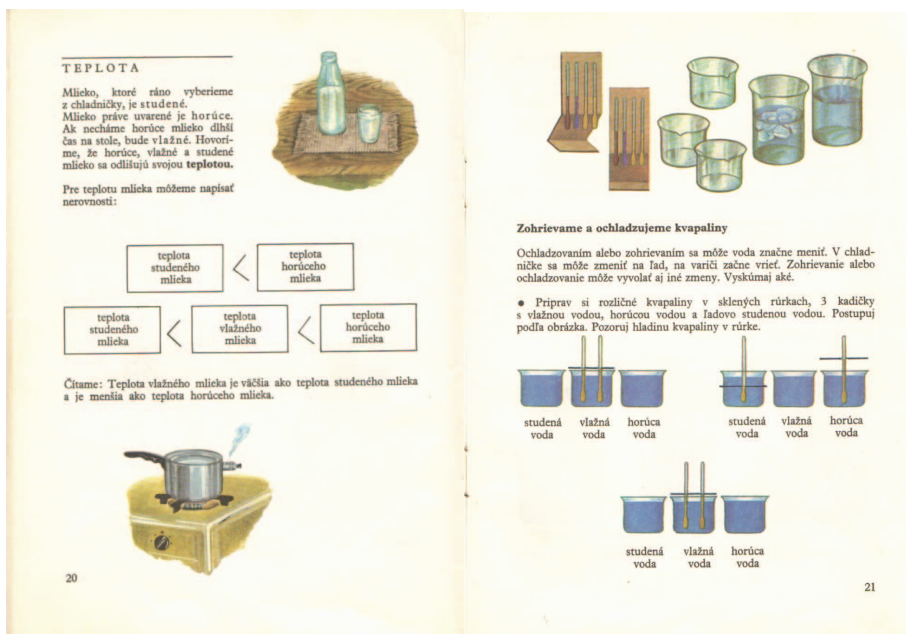 TEPLOTA
Mlieko, ktoré ráno vyberieme
z chladničky, je studené.
Mlieko práve uvarené je horúce.
Ak necháme horúce mlieko dlhší
čas na stole, bude vlažné. Hovorí-
me, že horúce, vlažné a studené
mlieko sa odlišujú svojou teplotou.
Pre teplotu mlieka môžeme napísať
nerovnosti:
teplota
studeného
mlieka
<
teplota
horúceho
mlieka
teplota
studeného
mlieka
<
teplota
vlažného
mlieka
<
teplota
horúceho
mlieka
Čítame: Teplota vlažného mlieka je väčšia ako teplota studeného mlieka
a je menšia ako teplota horúceho mlieka.
20
Zohrievame a ochladzujeme kvapaliny
Ochladzovaním alebo zohrievaním sa môže voda značne meniť. V chlad-
ničke sa môže zmeniť na ľad, na variči začne vrieť. Zohrievanie alebo
ochladzovanie môže vyvolať aj iné zmeny. Vyskúmaj aké.
• Priprav si rozličné kvapaliny v sklených rúrkach, 3 kadičky
s vlažnou vodou, horúcou vodou a ľadovo studenou vodou. Postupuj
podľa obrázka. Pozoruj hladinu kvapaliny v rúrke.
studená vlažná horúca
voda voda voda
studená vlažná horúca
voda voda voda
studená vlažná horúca
voda voda voda
21